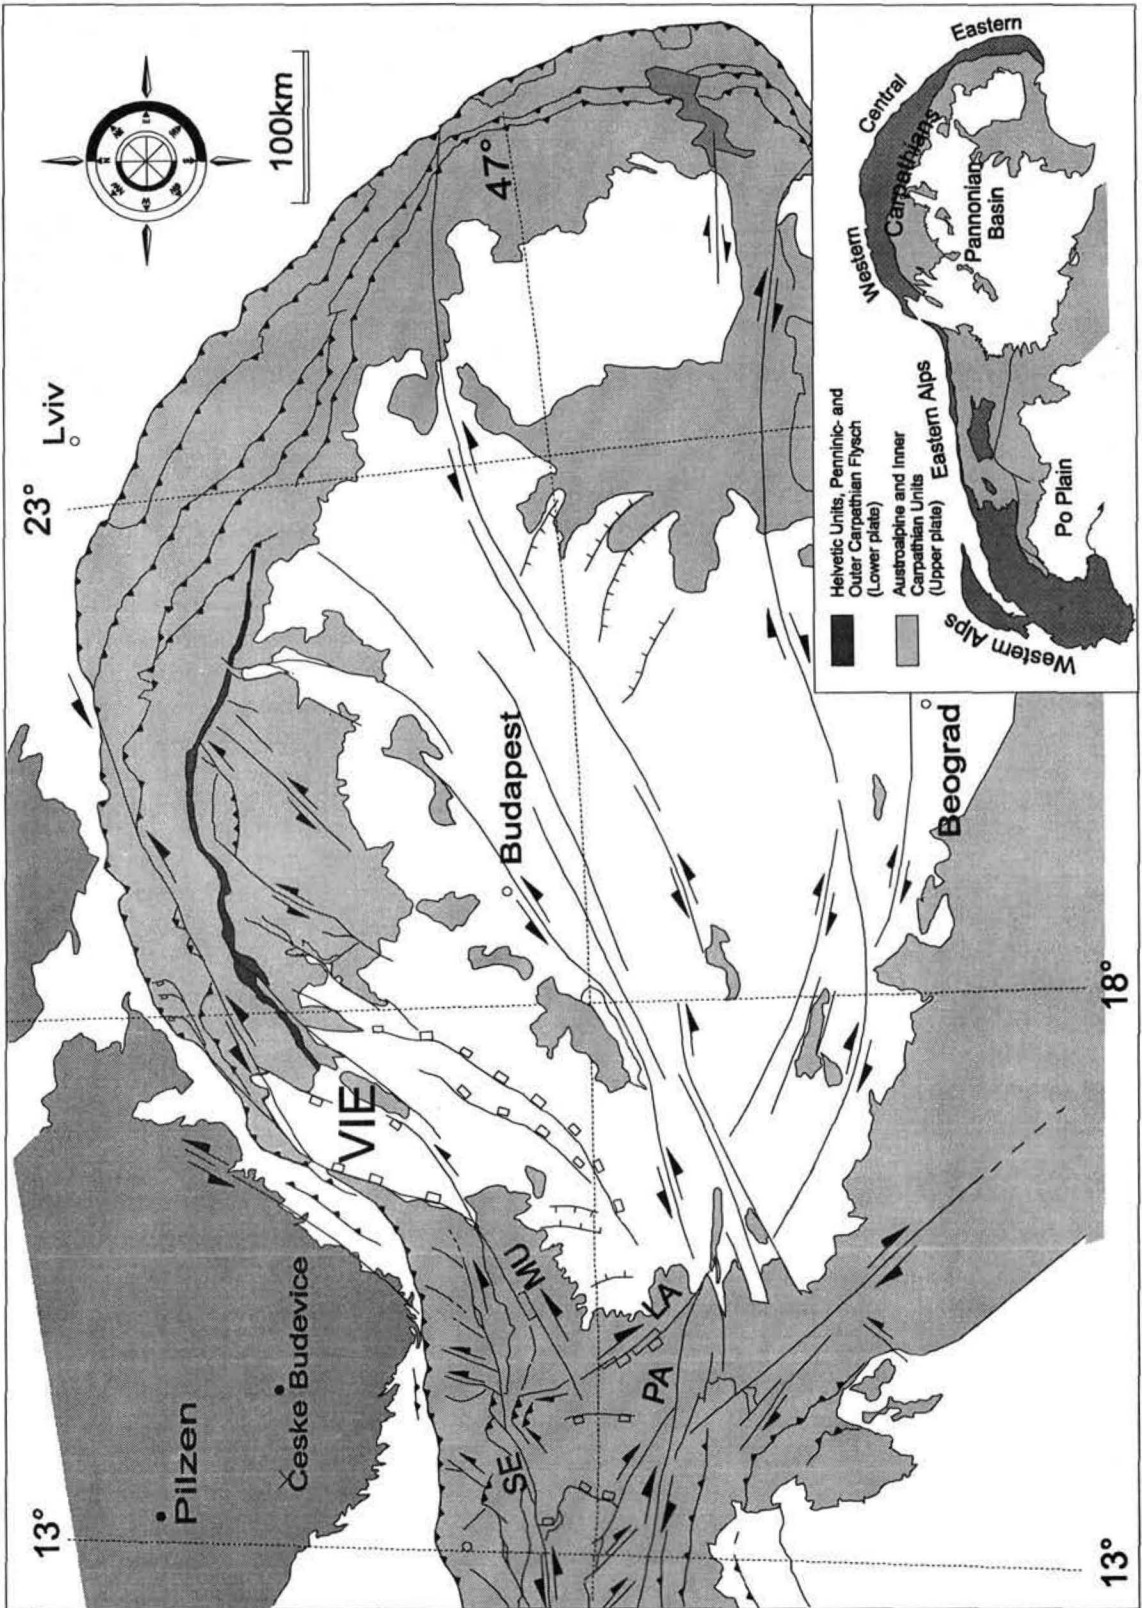 Lviv
23°
100km
47°
Budapest
Beograd
VIE
MU
LA
PA
SE
Pilzen
Ceske Budevice
13°
18°
13°
Eastern
Central
Western
Carpathians
Pannonian
Basin
Eastern Alps
Po Plain
Western Alps
Helvetic Units, Penninic- and
Outer Carpathian Flysch
(Lower plate)
Austroalpine and Inner
Carpathian Units
(Upper plate)